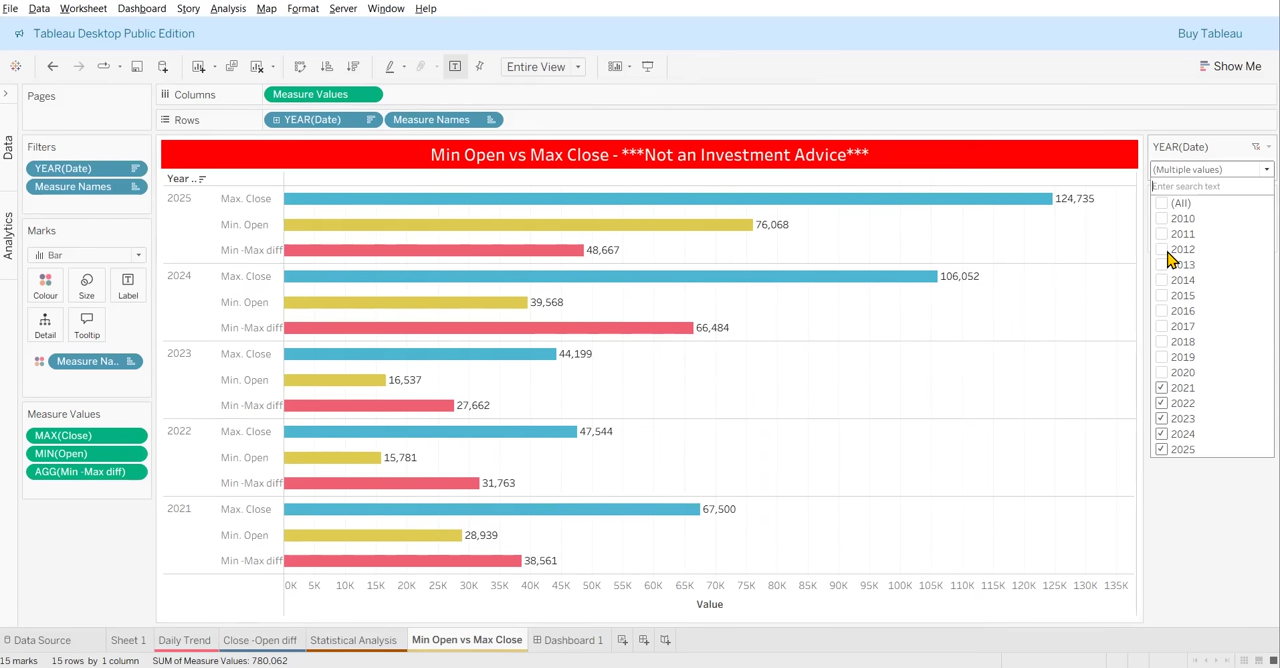 File Data Worksheet Dashboard Story Analysis Map Format Server Window Help
Tableau Desktop Public Edition Buy Tableau
Entire View Show Me
Pages
Columns Measure Values
Rows YEAR(Date) Measure Names
Data
Analytics
Filters
YEAR(Date)
Measure Names
Marks
Bar
Colour Size Label
Detail Tooltip
Measure Na..
Measure Values
MAX(Close)
MIN(Open)
AGG(Min -Max diff)
Min Open vs Max Close - ***Not an Investment Advice***
Year ..
2025 Max. Close 124,735
Min. Open 76,068
Min -Max diff 48,667
2024 Max. Close 106,052
Min. Open 39,568
Min -Max diff 66,484
2023 Max. Close 44,199
Min. Open 16,537
Min -Max diff 27,662
2022 Max. Close 47,544
Min. Open 15,781
Min -Max diff 31,763
2021 Max. Close 67,500
Min. Open 28,939
Min -Max diff 38,561
0K 5K 10K 15K 20K 25K 30K 35K 40K 45K 50K 55K 60K 65K 70K 75K 80K 85K 90K 95K 100K 105K 110K 115K 120K 125K 130K 135K
Value
YEAR(Date)
(Multiple values)
Enter search text
(All)
2010
2011
2012
2013
2014
2015
2016
2017
2018
2019
2020
2021
2022
2023
2024
2025
Data Source Sheet 1 Daily Trend Close -Open diff Statistical Analysis Min Open vs Max Close Dashboard 1
15 marks 15 rows by 1 column SUM of Measure Values: 780,062